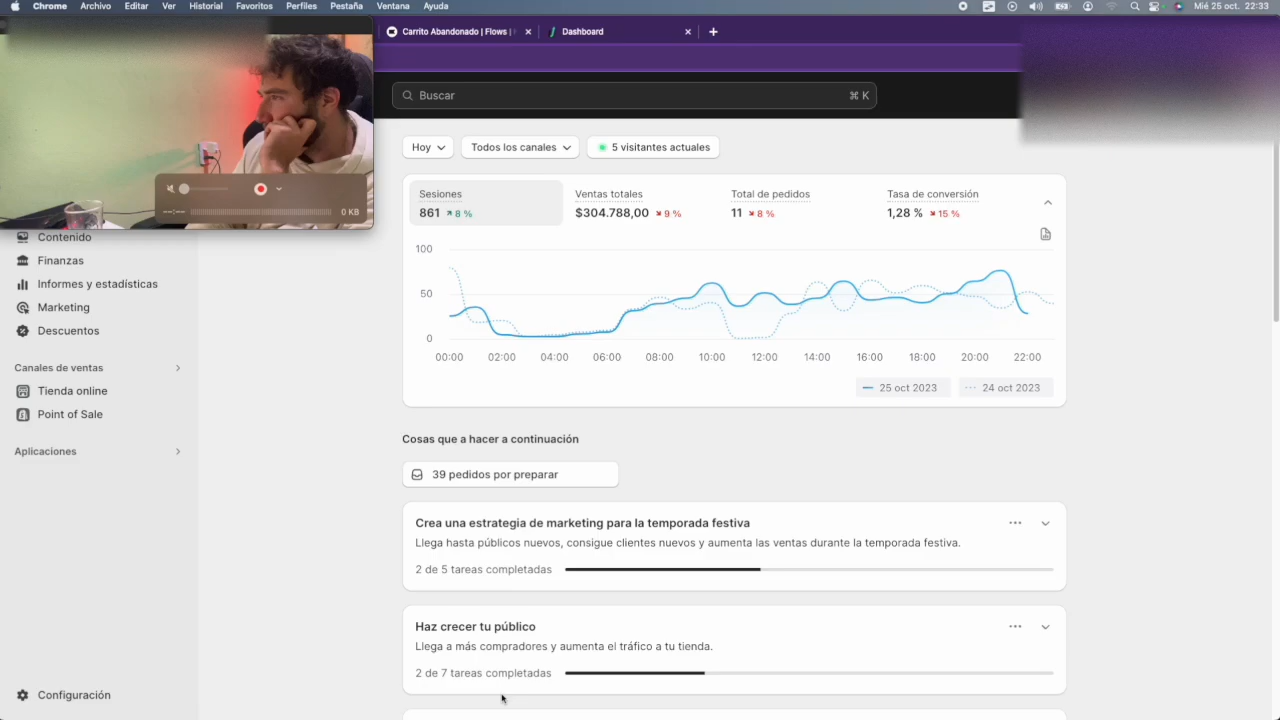 Chrome Archivo Editar Ver Historial Favoritos Perfiles Pestaña Ventana Ayuda Mié 25 oct. 22:33
Carrito Abandonado | Flows | Dashboard
Buscar ⌘ K
0 KB
Hoy Todos los canales 5 visitantes actuales
Sesiones Ventas totales Total de pedidos Tasa de conversión
861 ↗ 8 % $304.788,00 ↘ 9 % 11 ↘ 8 % 1,28 % ↘ 15 %
100
50
0
00:00 02:00 04:00 06:00 08:00 10:00 12:00 14:00 16:00 18:00 20:00 22:00
25 oct 2023 24 oct 2023
Contenido
Finanzas
Informes y estadísticas
Marketing
Descuentos
Canales de ventas
Tienda online
Point of Sale
Aplicaciones
Configuración
Cosas que a hacer a continuación
39 pedidos por preparar
Crea una estrategia de marketing para la temporada festiva
Llega hasta públicos nuevos, consigue clientes nuevos y aumenta las ventas durante la temporada festiva.
2 de 5 tareas completadas
Haz crecer tu público
Llega a más compradores y aumenta el tráfico a tu tienda.
2 de 7 tareas completadas